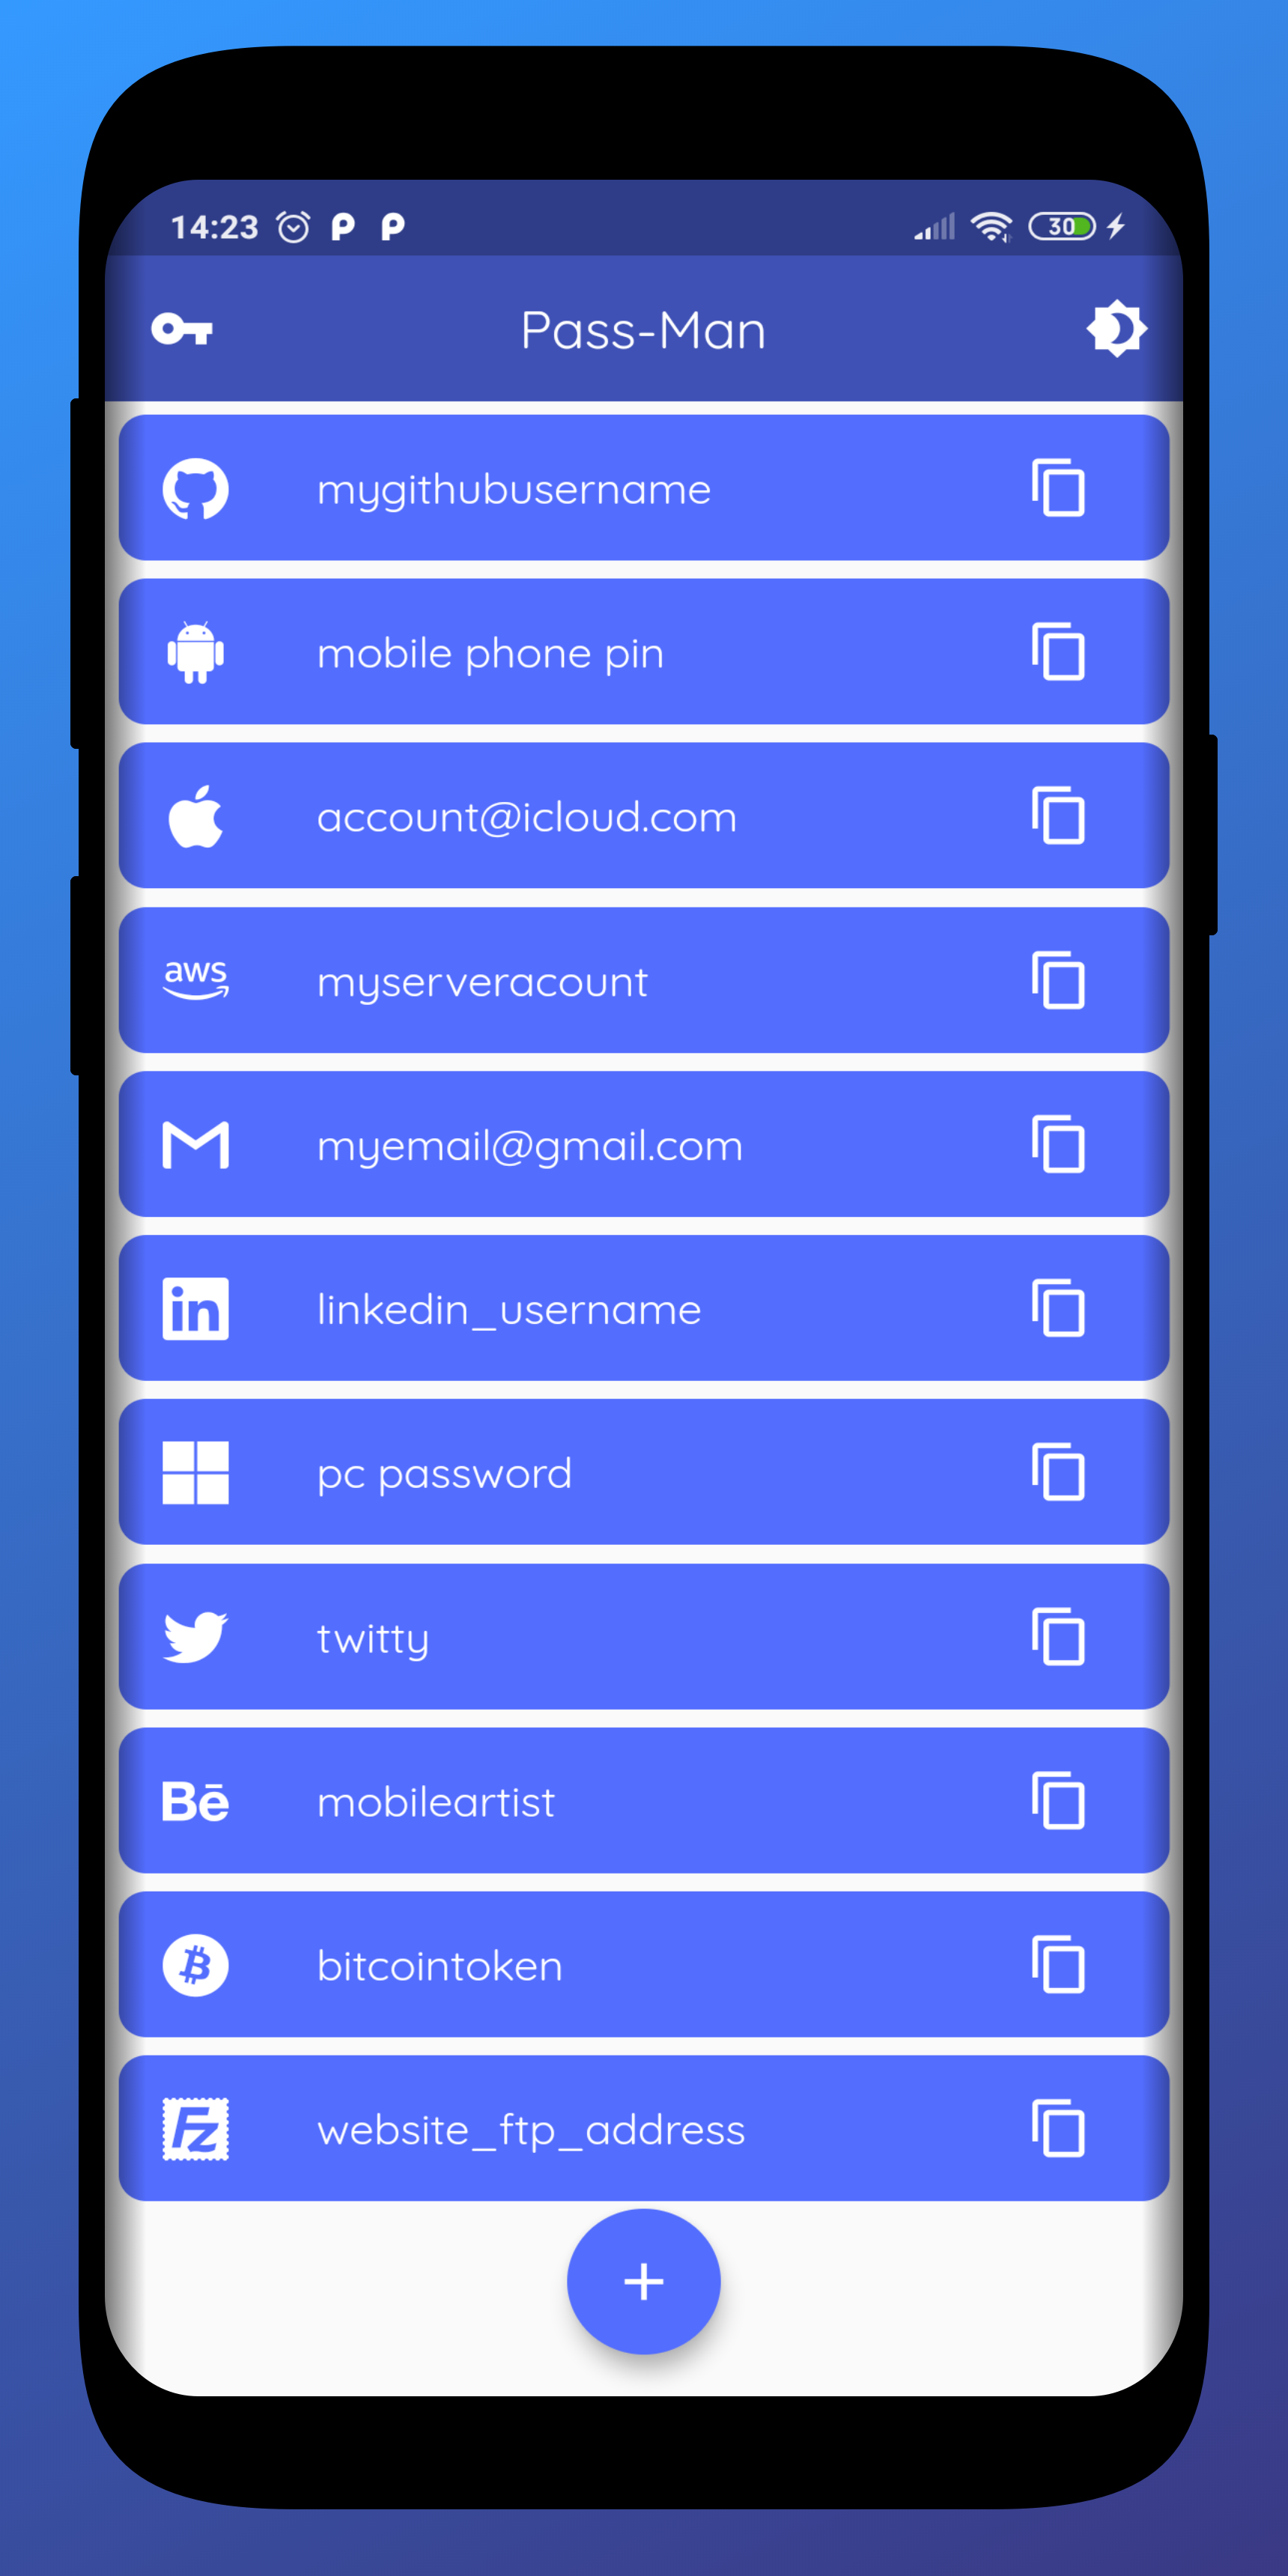 14:23 P P 30
Pass-Man
mygithubusername
mobile phone pin
account@icloud.com
aws myserveracount
myemail@gmail.com
in linkedin_username
pc password
twitty
Bē mobileartist
bitcointoken
Fz website_ftp_address
+